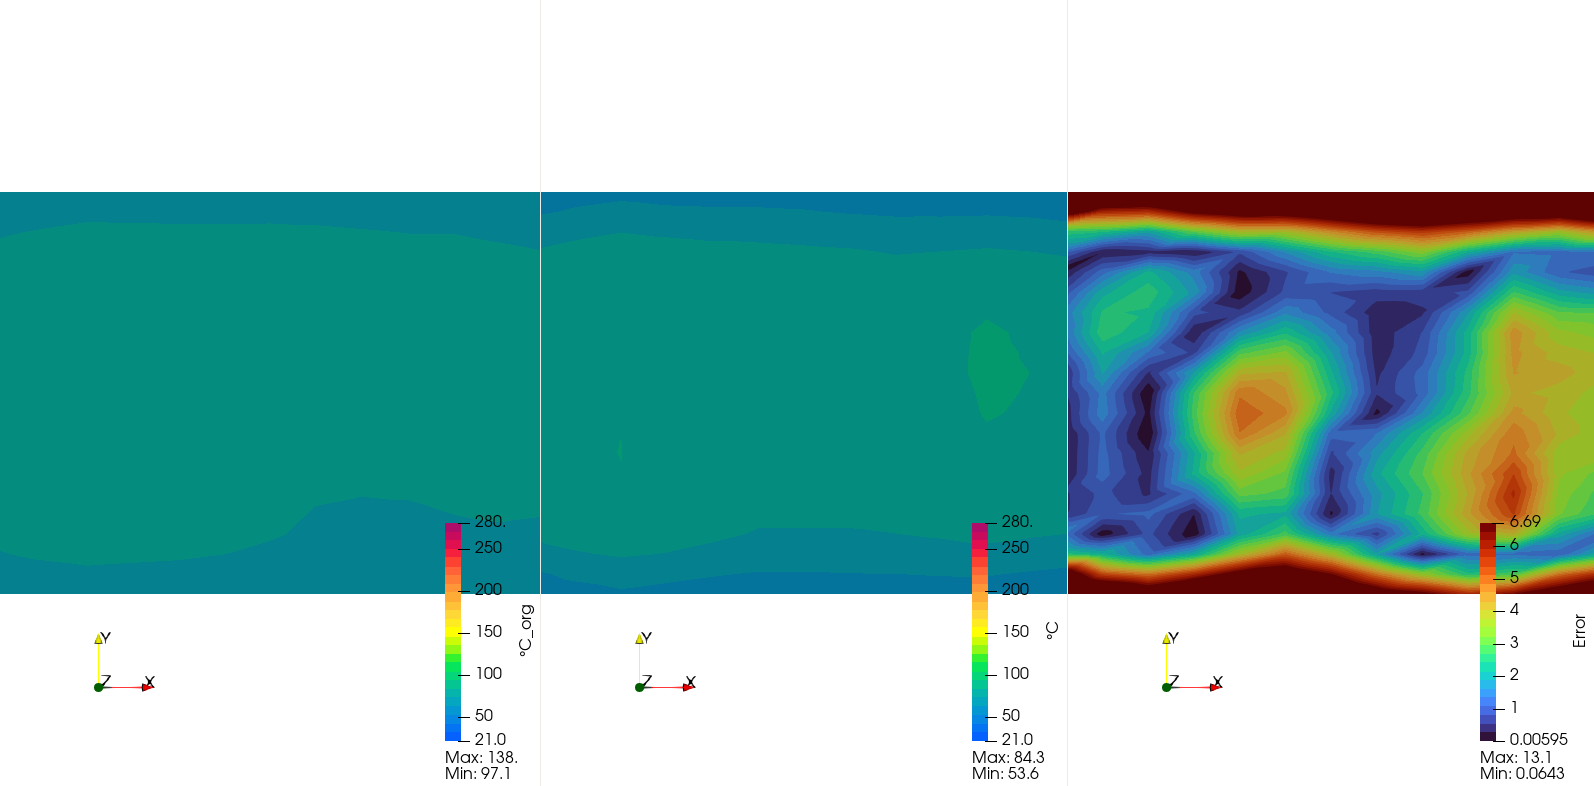 280.
250
200
150
100
50
21.0
°C_org
Max: 138.
Min: 97.1
Y
Z
X
280.
250
200
150
100
50
21.0
°C
Max: 84.3
Min: 53.6
Y
Z
X
6.69
6
5
4
3
2
1
0.00595
Error
Max: 13.1
Min: 0.0643
Y
Z
X